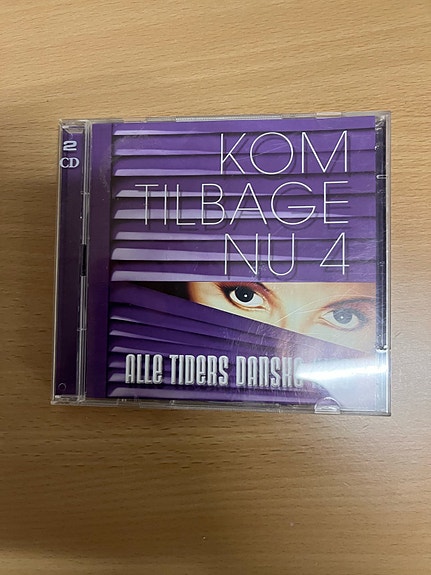 2
CD
KOM
TILBAGE
NU 4
ALLE TIDERS DANSKE